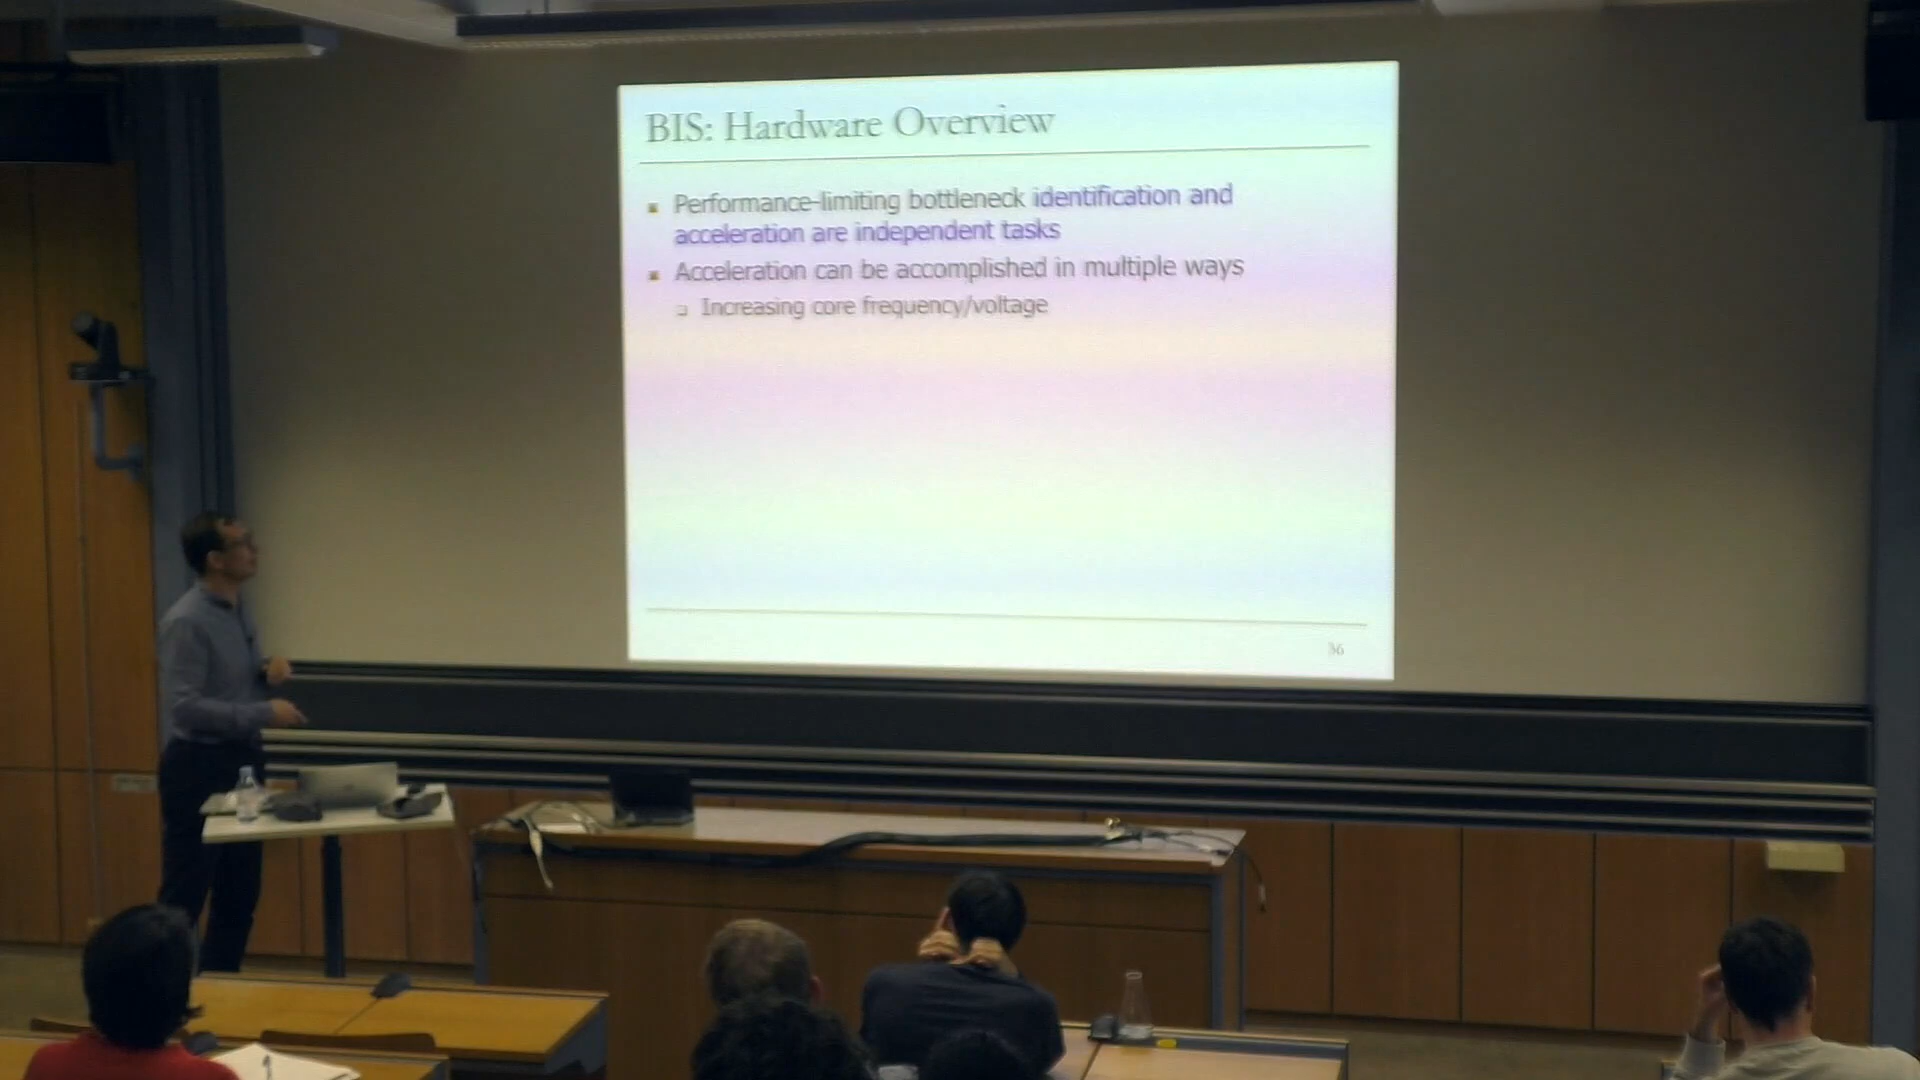 BIS: Hardware Overview
Performance-limiting bottleneck identification and
acceleration are independent tasks
Acceleration can be accomplished in multiple ways
Increasing core frequency/voltage
36